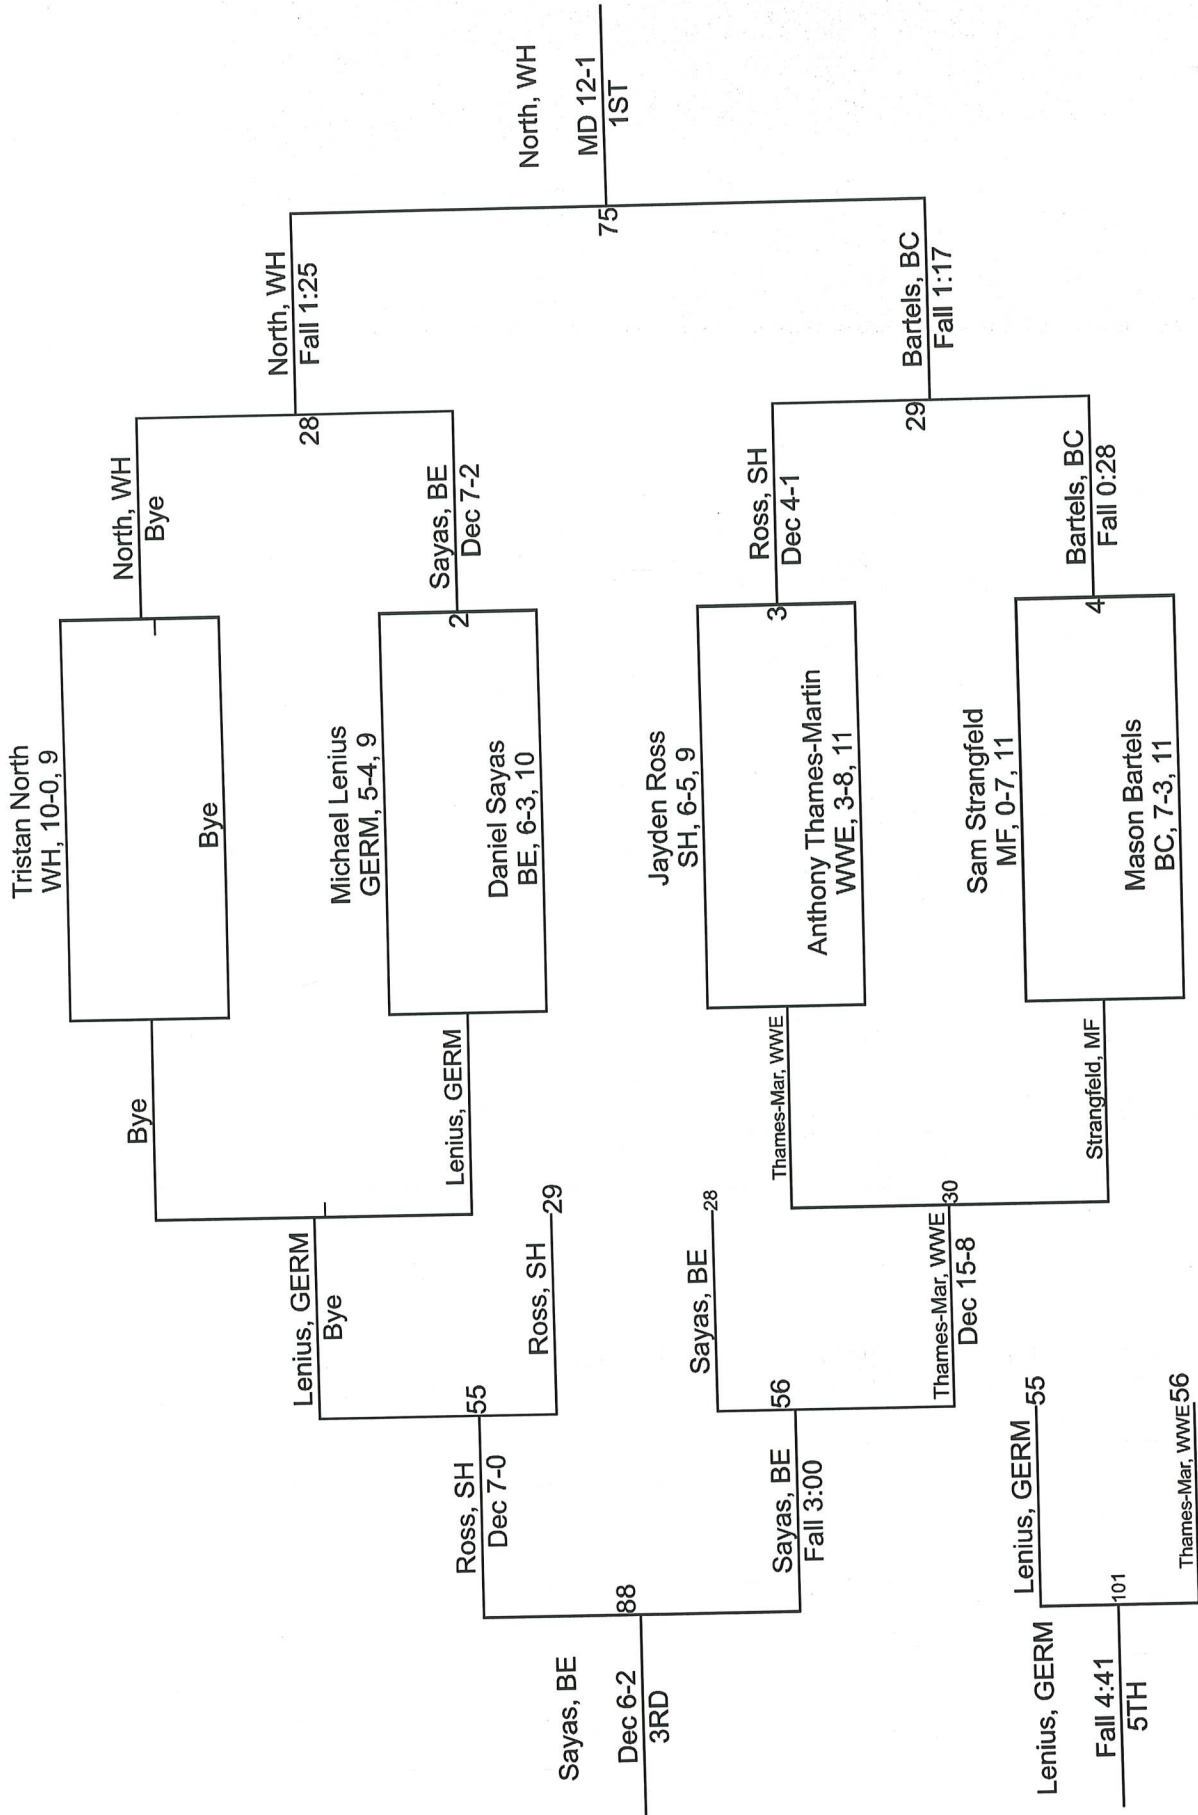 Tristan North
WH, 10-0, 9
Bye
North, WH
Bye
Michael Lenius
GERM, 5-4, 9
Daniel Sayas
BE, 6-3, 10
2
Sayas, BE
Dec 7-2
28
North, WH
Fall 1:25
Jayden Ross
SH, 6-5, 9
Anthony Thames-Martin
WWE, 3-8, 11
3
Ross, SH
Dec 4-1
Sam Strangfeld
MF, 0-7, 11
Mason Bartels
BC, 7-3, 11
4
Bartels, BC
Fall 0:28
29
Bartels, BC
Fall 1:17
75
North, WH
MD 12-1
1ST
Bye
Lenius, GERM
Lenius, GERM
Bye
Ross, SH
29
55
Ross, SH
Dec 7-0
Thames-Mar, WWE
Strangfeld, MF
30
Thames-Mar, WWE
Dec 15-8
Sayas, BE
28
56
Sayas, BE
Fall 3:00
88
Sayas, BE
Dec 6-2
3RD
Lenius, GERM
55
Thames-Mar, WWE
56
101
Lenius, GERM
Fall 4:41
5TH